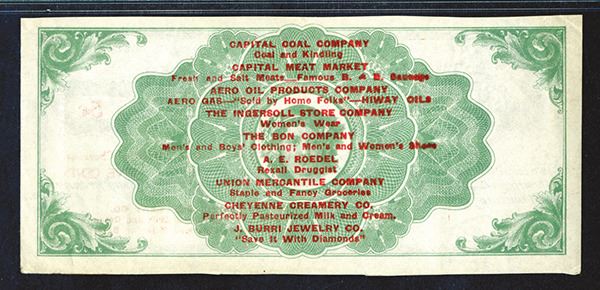 CAPITAL COAL COMPANY
Coal and Kindling
CAPITAL MEAT MARKET
Fresh and Salt Meats—Famous B. & B. Sausage
AERO OIL PRODUCTS COMPANY
AERO GAS—"Sold by Home Folks"—HIWAY OILS
THE INGERSOLL STORE COMPANY
Women's Wear
THE BON COMPANY
Men's and Boys' Clothing; Men's and Women's Shoes
A. E. ROEDEL
Rexall Druggist
UNION MERCANTILE COMPANY
Staple and Fancy Groceries
CHEYENNE CREAMERY CO.
Perfectly Pasteurized Milk and Cream.
J. BURRI JEWELRY CO.
"Save It With Diamonds"